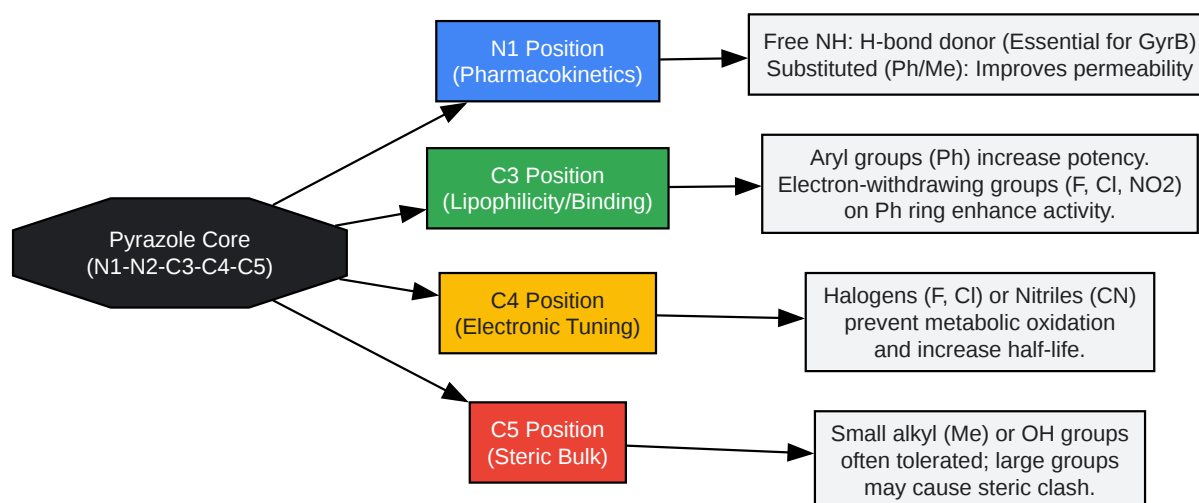 Pyrazole Core
(N1-N2-C3-C4-C5)
N1 Position
(Pharmacokinetics)
Free NH: H-bond donor (Essential for GyrB)
Substituted (Ph/Me): Improves permeability
C3 Position
(Lipophilicity/Binding)
Aryl groups (Ph) increase potency.
Electron-withdrawing groups (F, Cl, NO2)
on Ph ring enhance activity.
C4 Position
(Electronic Tuning)
Halogens (F, Cl) or Nitriles (CN)
prevent metabolic oxidation
and increase half-life.
C5 Position
(Steric Bulk)
Small alkyl (Me) or OH groups
often tolerated; large groups
may cause steric clash.